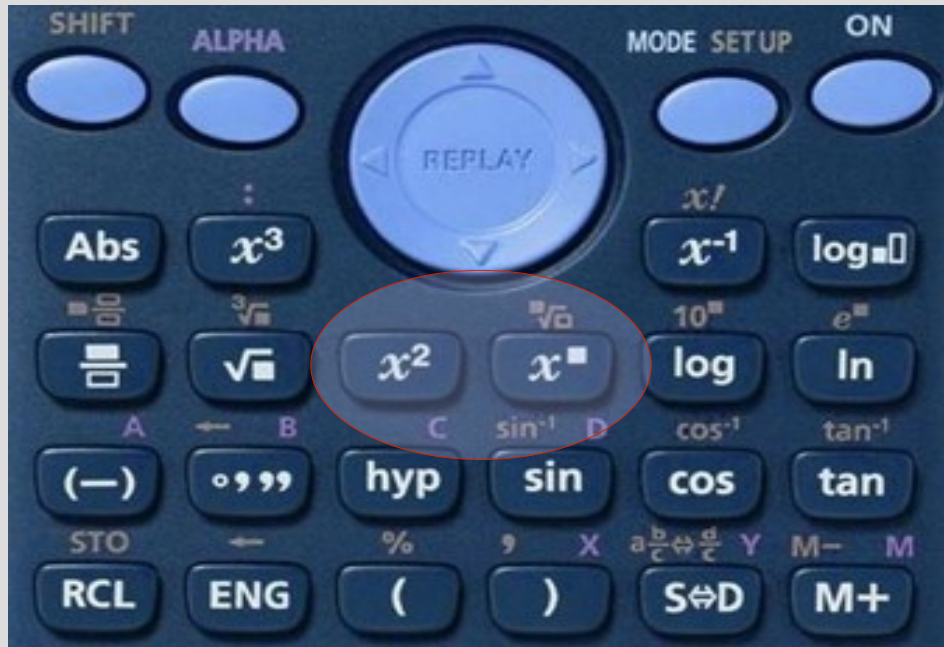 SHIFT ALPHA MODE SETUP ON
REPLAY
: x!
Abs x³ x⁻¹ log■□
■□/□ ³√■ ■√□ 10■ e■
■/□ √■ x² x■ log ln
A ← B C sin⁻¹ D cos⁻¹ tan⁻¹
(—) °,,, hyp sin cos tan
STO ← % , X a b/c⇔d/c Y M− M
RCL ENG ( ) S⇔D M+